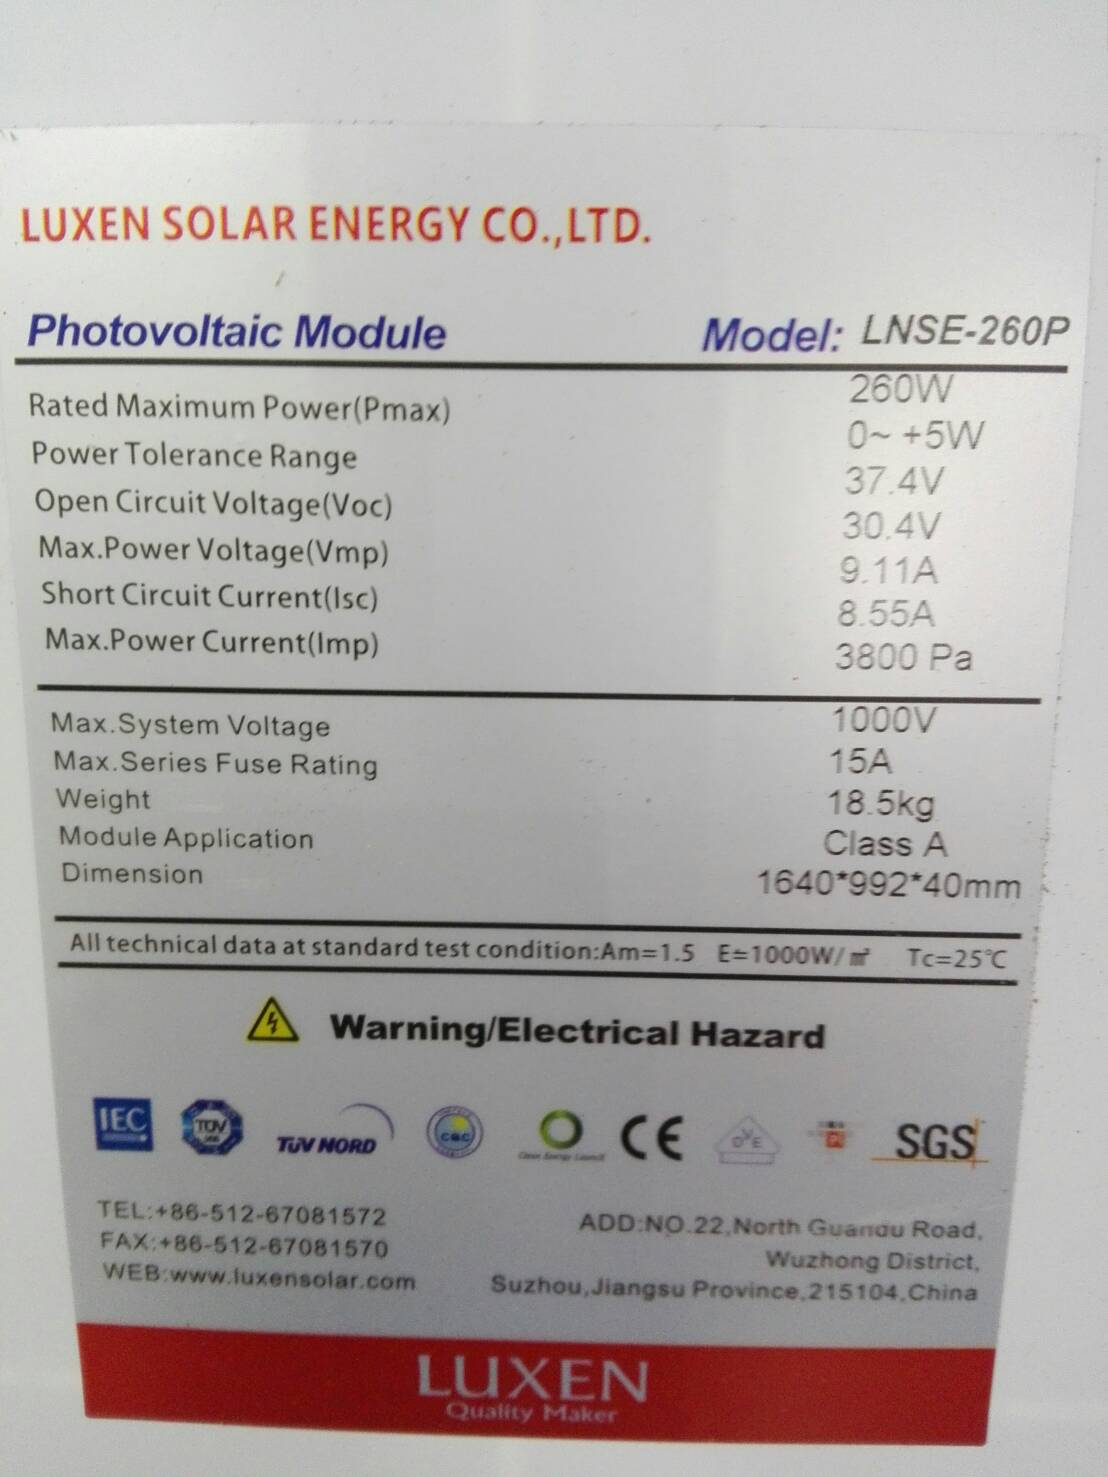 LUXEN SOLAR ENERGY CO.,LTD.
Photovoltaic Module Model: LNSE-260P
Rated Maximum Power(Pmax) 260W
Power Tolerance Range 0~ +5W
Open Circuit Voltage(Voc) 37.4V
Max.Power Voltage(Vmp) 30.4V
Short Circuit Current(Isc) 9.11A
Max.Power Current(Imp) 8.55A
3800 Pa
Max.System Voltage 1000V
Max.Series Fuse Rating 15A
Weight 18.5kg
Module Application Class A
Dimension 1640*992*40mm
All technical data at standard test condition:Am=1.5 E=1000W/㎡ Tc=25℃
Warning/Electrical Hazard
IEC TÜV TÜV NORD CQC CE DVE SGS
TEL:+86-512-67081572
FAX:+86-512-67081570
WEB:www.luxensolar.com
ADD:NO.22,North Guandu Road,
Wuzhong District,
Suzhou,Jiangsu Province,215104,China
LUXEN
Quality Maker